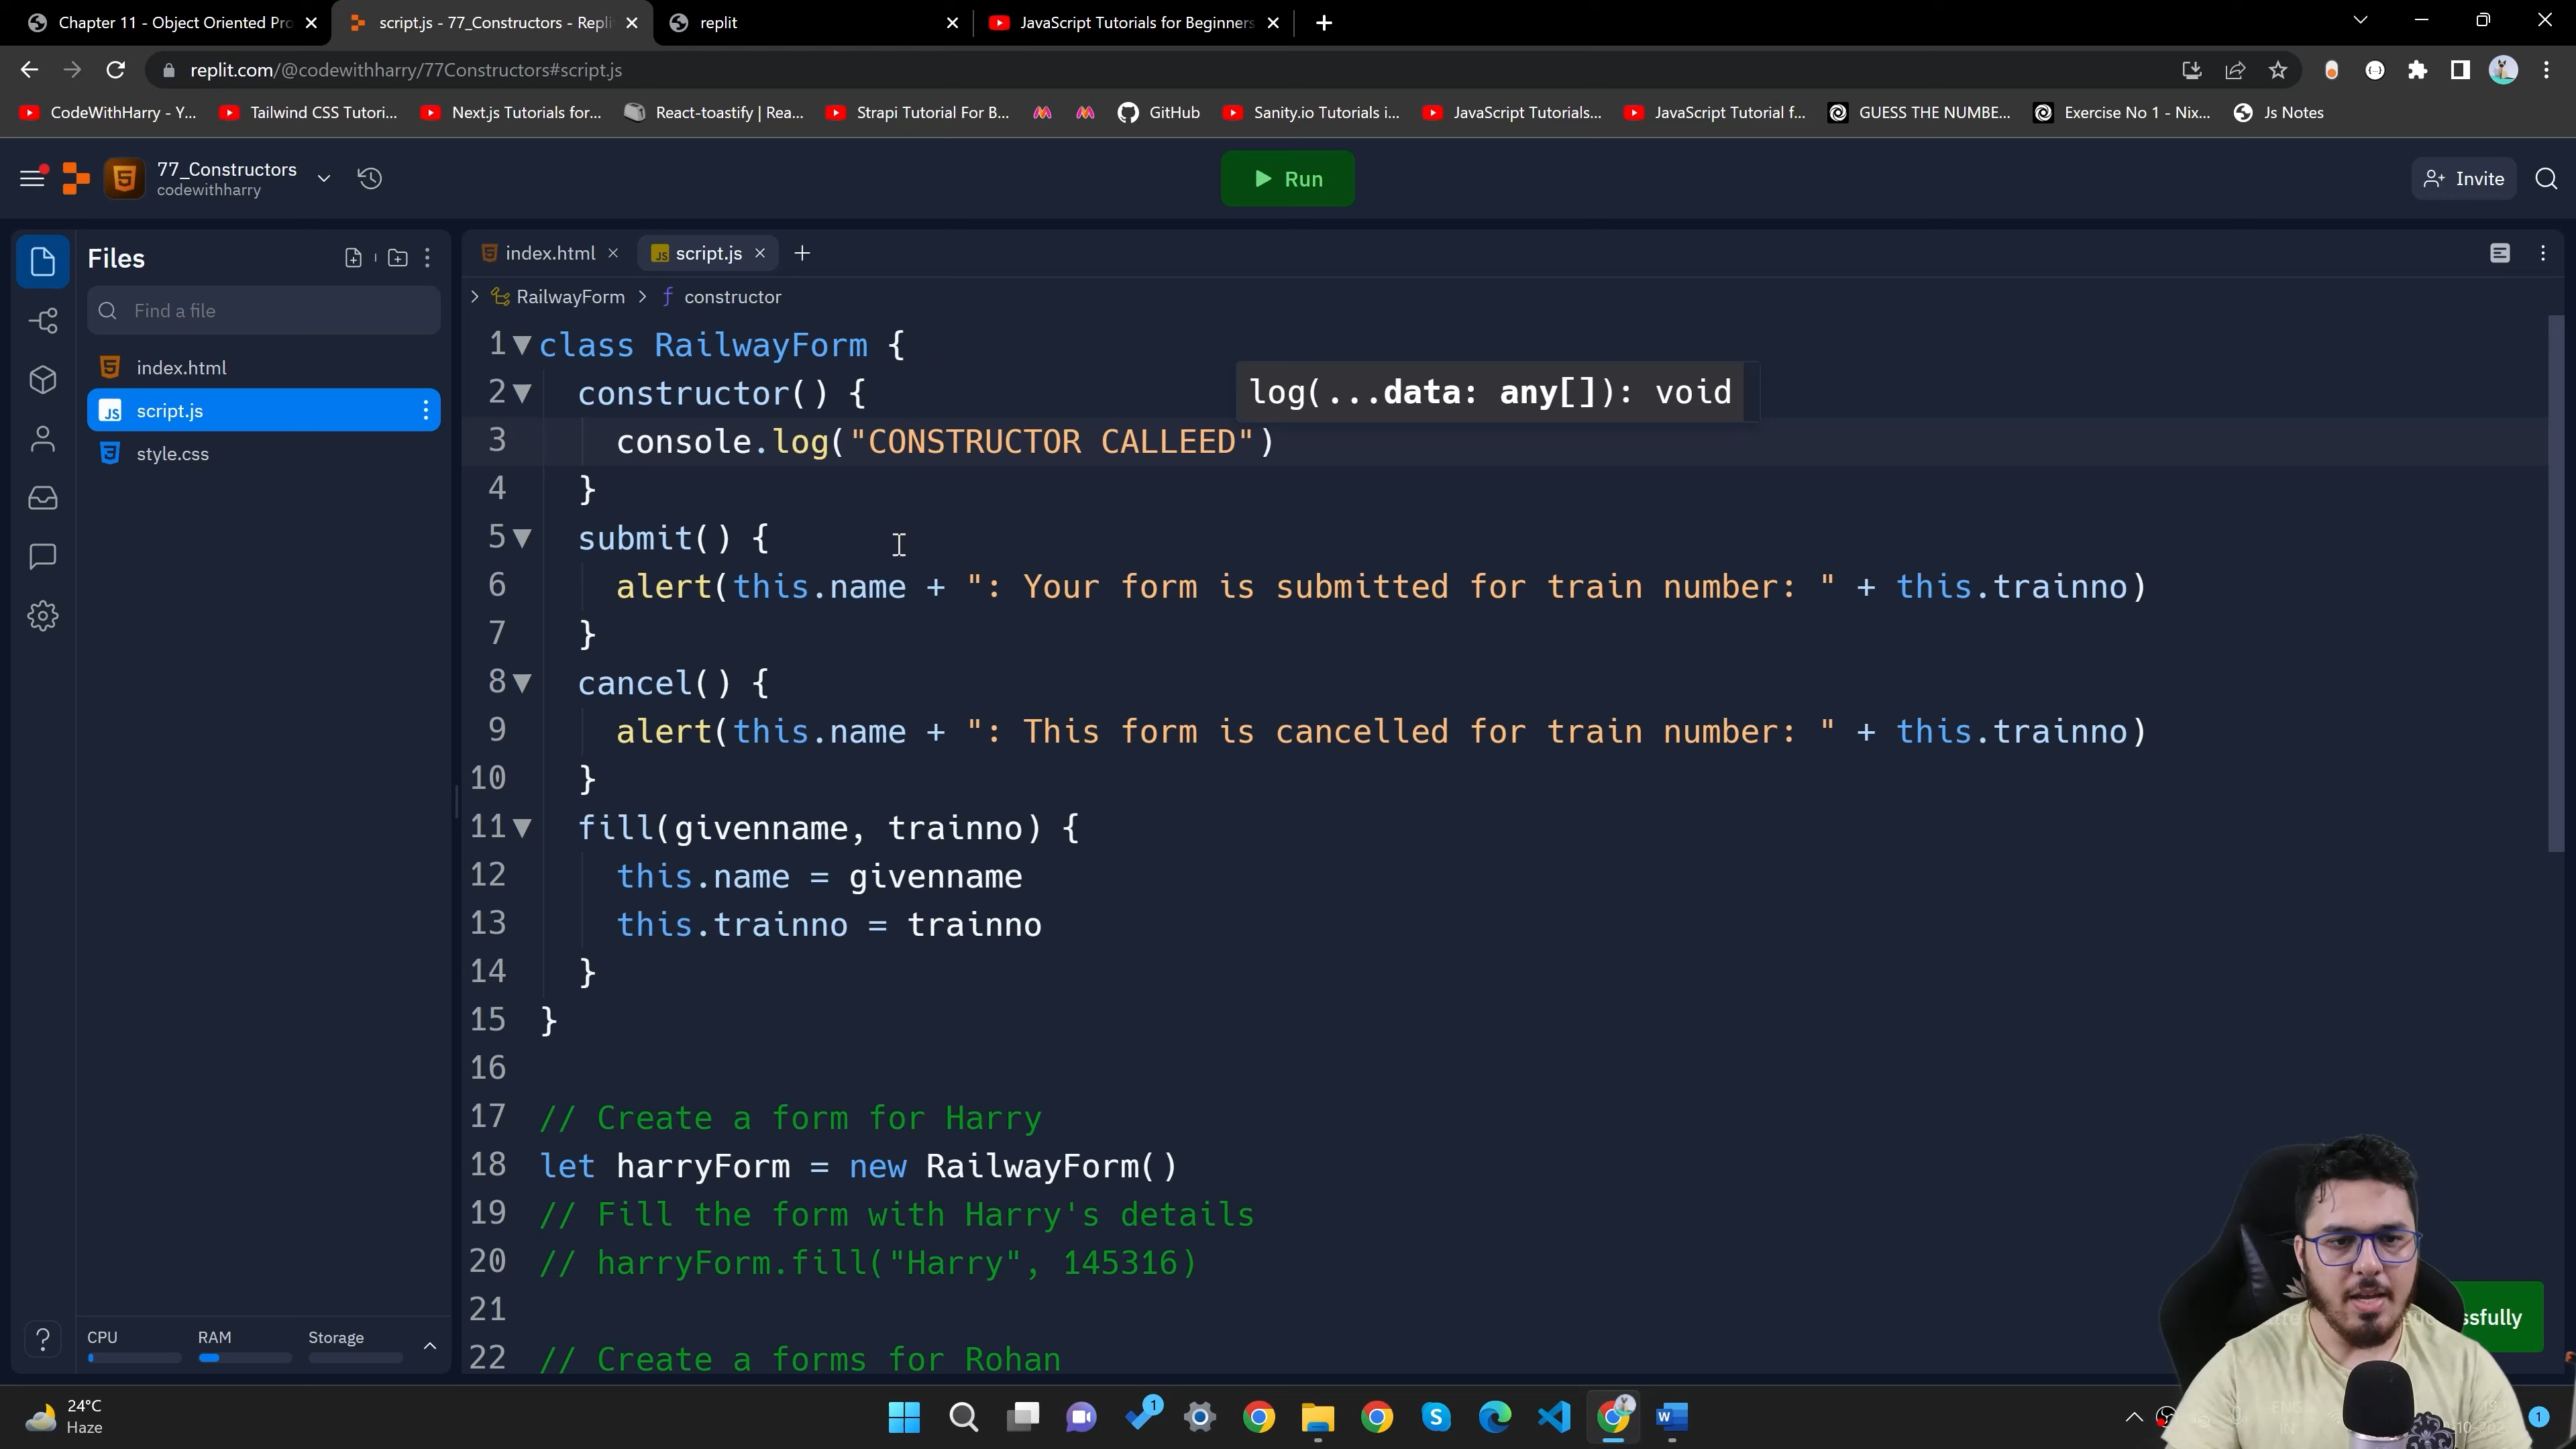 Chapter 11 - Object Oriented Pro
script.js - 77_Constructors - Repli
replit
JavaScript Tutorials for Beginners
replit.com/@codewithharry/77Constructors#script.js
CodeWithHarry - Y...
Tailwind CSS Tutori...
Next.js Tutorials for...
React-toastify | Rea...
Strapi Tutorial For B...
GitHub
Sanity.io Tutorials i...
JavaScript Tutorials...
JavaScript Tutorial f...
GUESS THE NUMBE...
Exercise No 1 - Nix...
Js Notes
77_Constructors
codewithharry
Run
Invite
Files
Find a file
index.html
script.js
style.css
index.html
script.js
RailwayForm
constructor
log(...data: any[]): void
1 class RailwayForm {
2 constructor() {
3 console.log("CONSTRUCTOR CALLEED")
4 }
5 submit() {
6 alert(this.name + ": Your form is submitted for train number: " + this.trainno)
7 }
8 cancel() {
9 alert(this.name + ": This form is cancelled for train number: " + this.trainno)
10 }
11 fill(givenname, trainno) {
12 this.name = givenname
13 this.trainno = trainno
14 }
15 }
16
17 // Create a form for Harry
18 let harryForm = new RailwayForm()
19 // Fill the form with Harry's details
20 // harryForm.fill("Harry", 145316)
21
22 // Create a forms for Rohan
ssfully
CPU RAM Storage
24°C
Haze
1
1